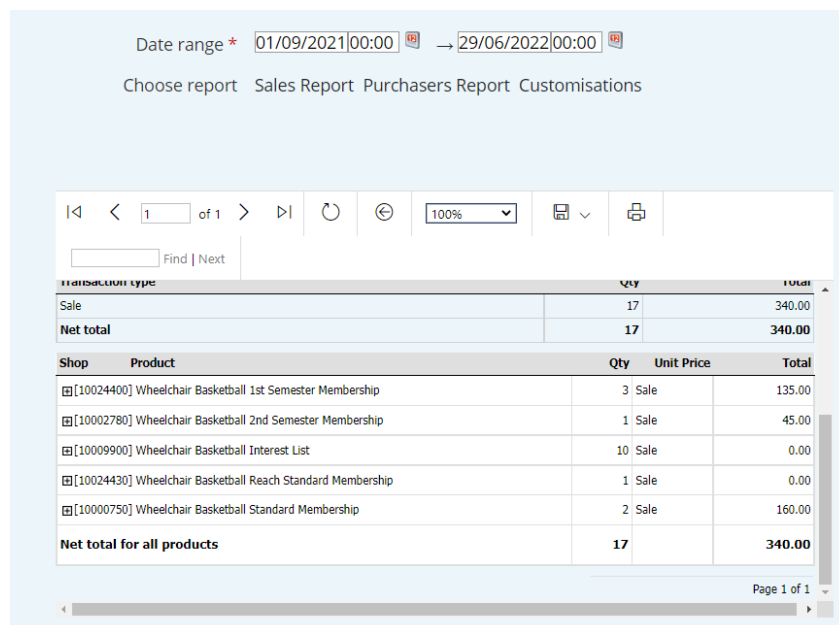 Date range * 01/09/2021 00:00 → 29/06/2022 00:00
Choose report Sales Report Purchasers Report Customisations
1 of 1 100%
Find | Next
Transaction type Qty Total
Sale 17 340.00
Net total 17 340.00
Shop Product Qty Unit Price Total
[10024400] Wheelchair Basketball 1st Semester Membership 3 Sale 135.00
[10002780] Wheelchair Basketball 2nd Semester Membership 1 Sale 45.00
[10009900] Wheelchair Basketball Interest List 10 Sale 0.00
[10024430] Wheelchair Basketball Reach Standard Membership 1 Sale 0.00
[10000750] Wheelchair Basketball Standard Membership 2 Sale 160.00
Net total for all products 17 340.00
Page 1 of 1